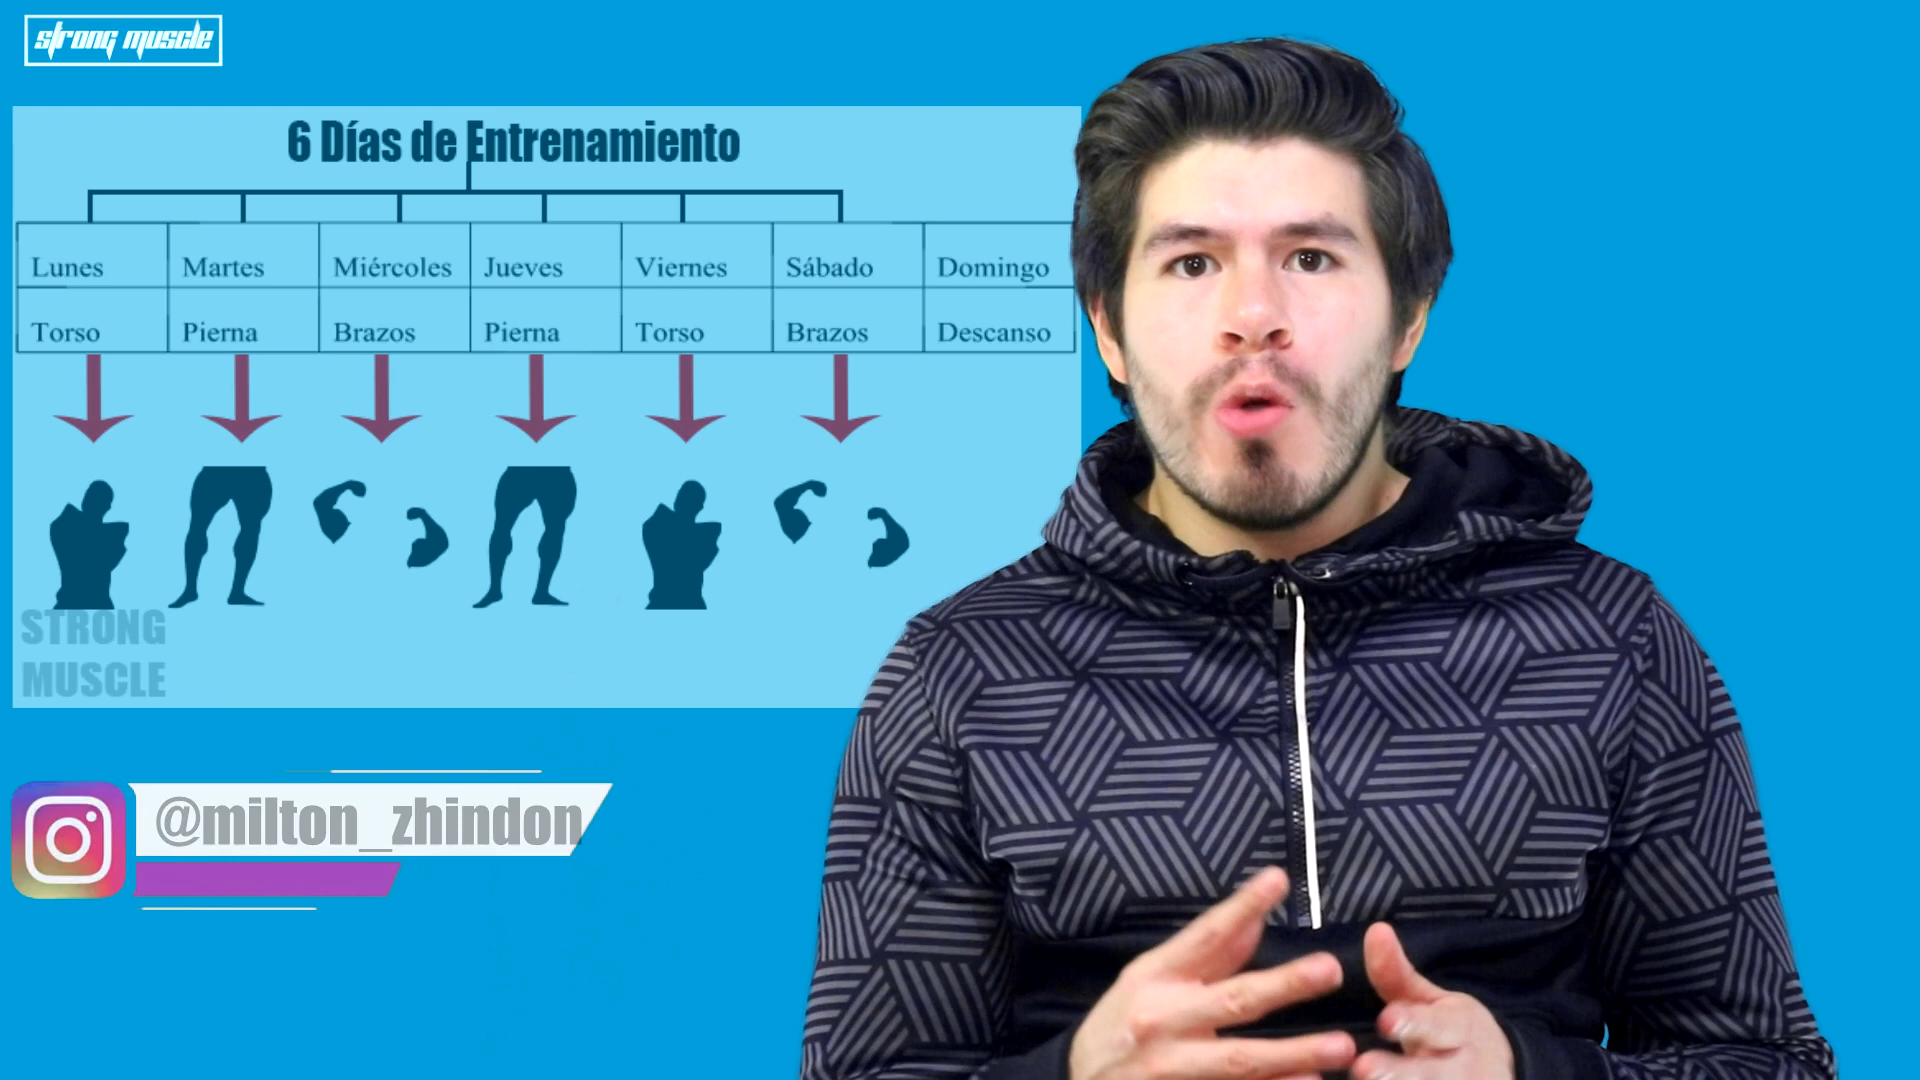 strong muscle
6 Días de Entrenamiento
Lunes Martes Miércoles Jueves Viernes Sábado Domingo
Torso Pierna Brazos Pierna Torso Brazos Descanso
STRONG
MUSCLE
@milton_zhindon